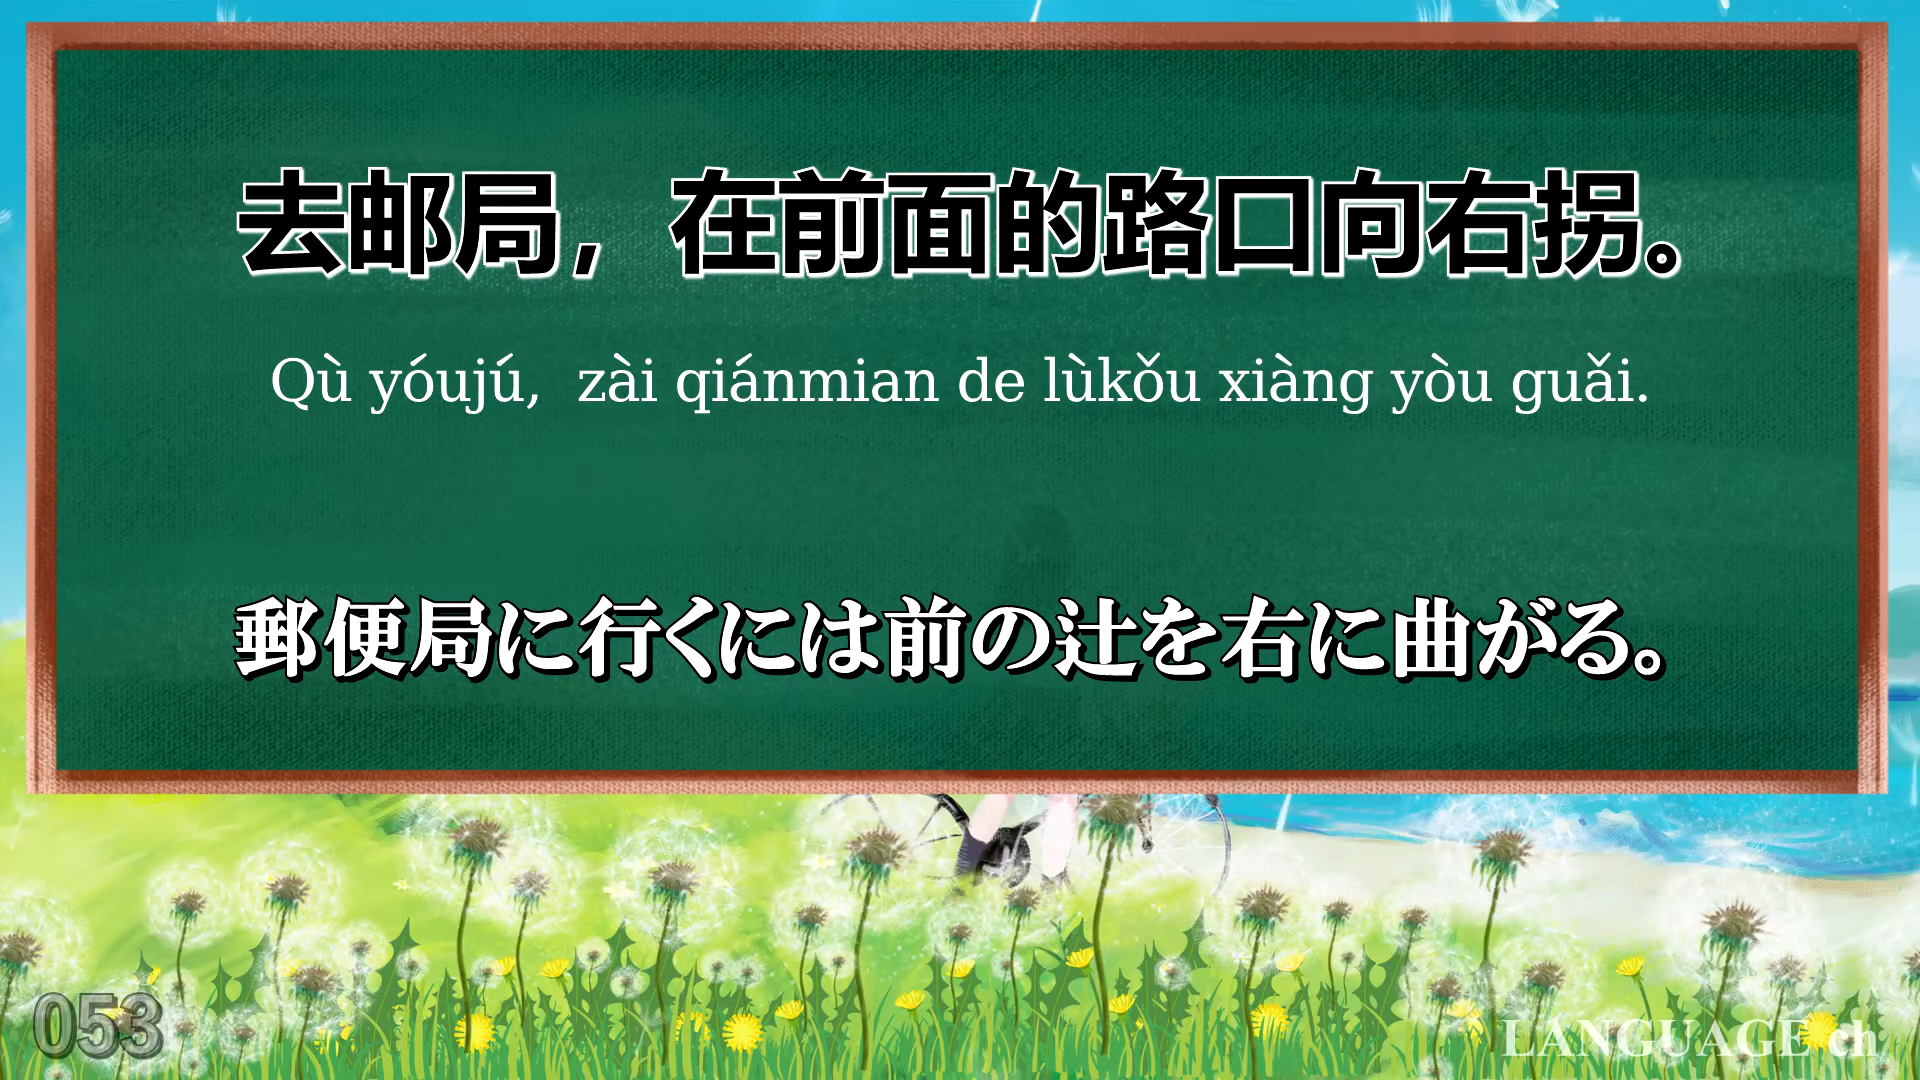 去邮局，在前面的路口向右拐。
Qù yóujú, zài qiánmian de lùkǒu xiàng yòu guǎi.
郵便局に行くには前の辻を右に曲がる。
053
LANGUAGE ch